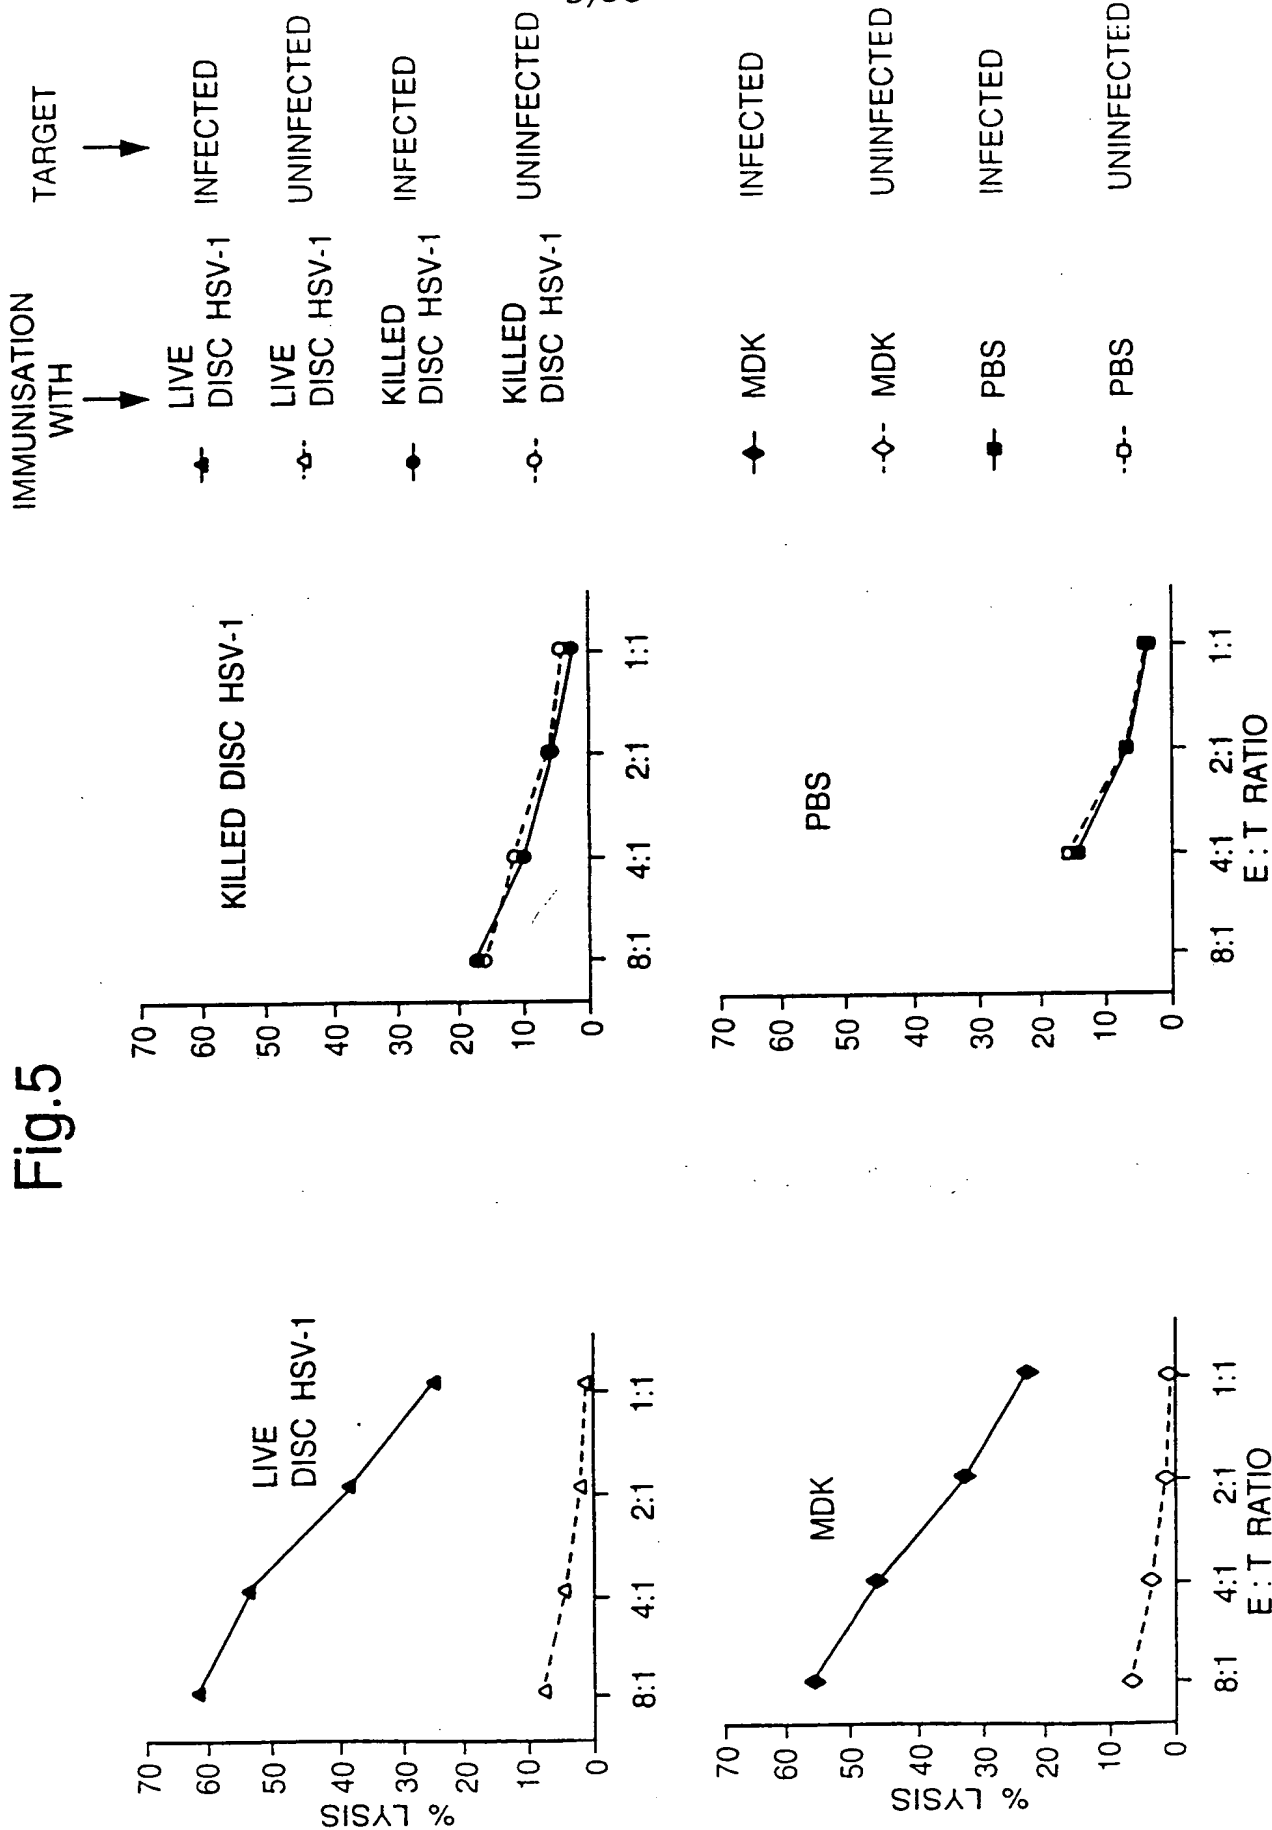 Fig.5
70
60
50
40
30
20
10
0
% LYSIS
LIVE
DISC HSV-1
8:1
4:1
2:1
1:1
70
60
50
40
30
20
10
0
KILLED DISC HSV-1
8:1
4:1
2:1
1:1
70
60
50
40
30
20
10
0
% LYSIS
MDK
8:1
4:1
2:1
1:1
E : T RATIO
70
60
50
40
30
20
10
0
PBS
8:1
4:1
2:1
1:1
E : T RATIO
IMMUNISATION
WITH
TARGET
LIVE
DISC HSV-1
INFECTED
LIVE
DISC HSV-1
UNINFECTED
KILLED
DISC HSV-1
INFECTED
KILLED
DISC HSV-1
UNINFECTED
MDK
INFECTED
MDK
UNINFECTED
PBS
INFECTED
PBS
UNINFECTED